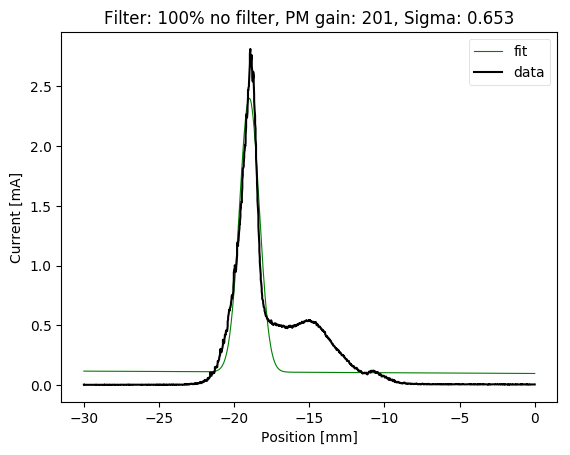 Filter: 100% no filter, PM gain: 201, Sigma: 0.653
fit
data
Current [mA]
2.5
2.0
1.5
1.0
0.5
0.0
−30 −25 −20 −15 −10 −5 0
Position [mm]